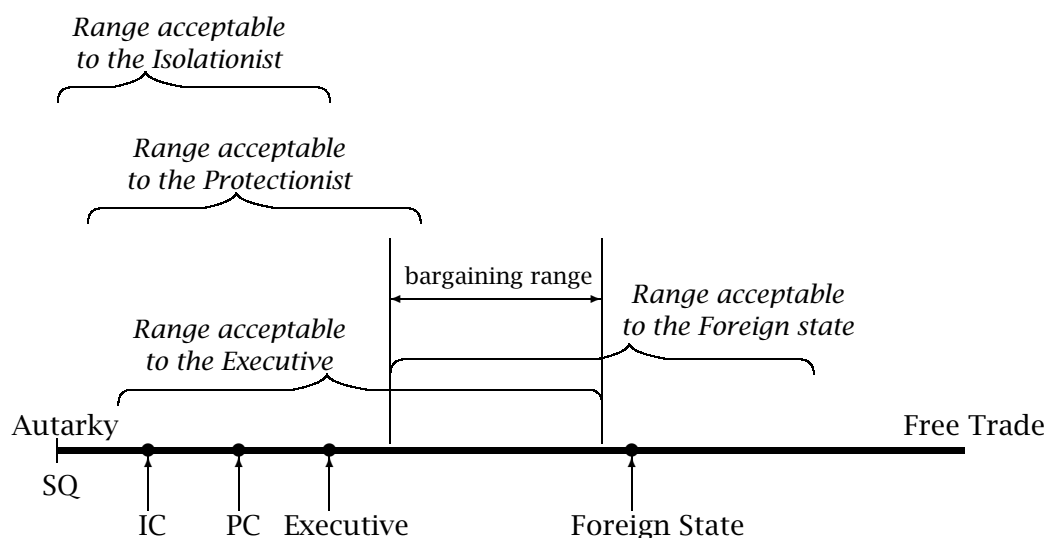 Range acceptable
to the Isolationist
Range acceptable
to the Protectionist
bargaining range
Range acceptable
to the Foreign state
Range acceptable
to the Executive
Autarky
Free Trade
SQ
IC
PC
Executive
Foreign State